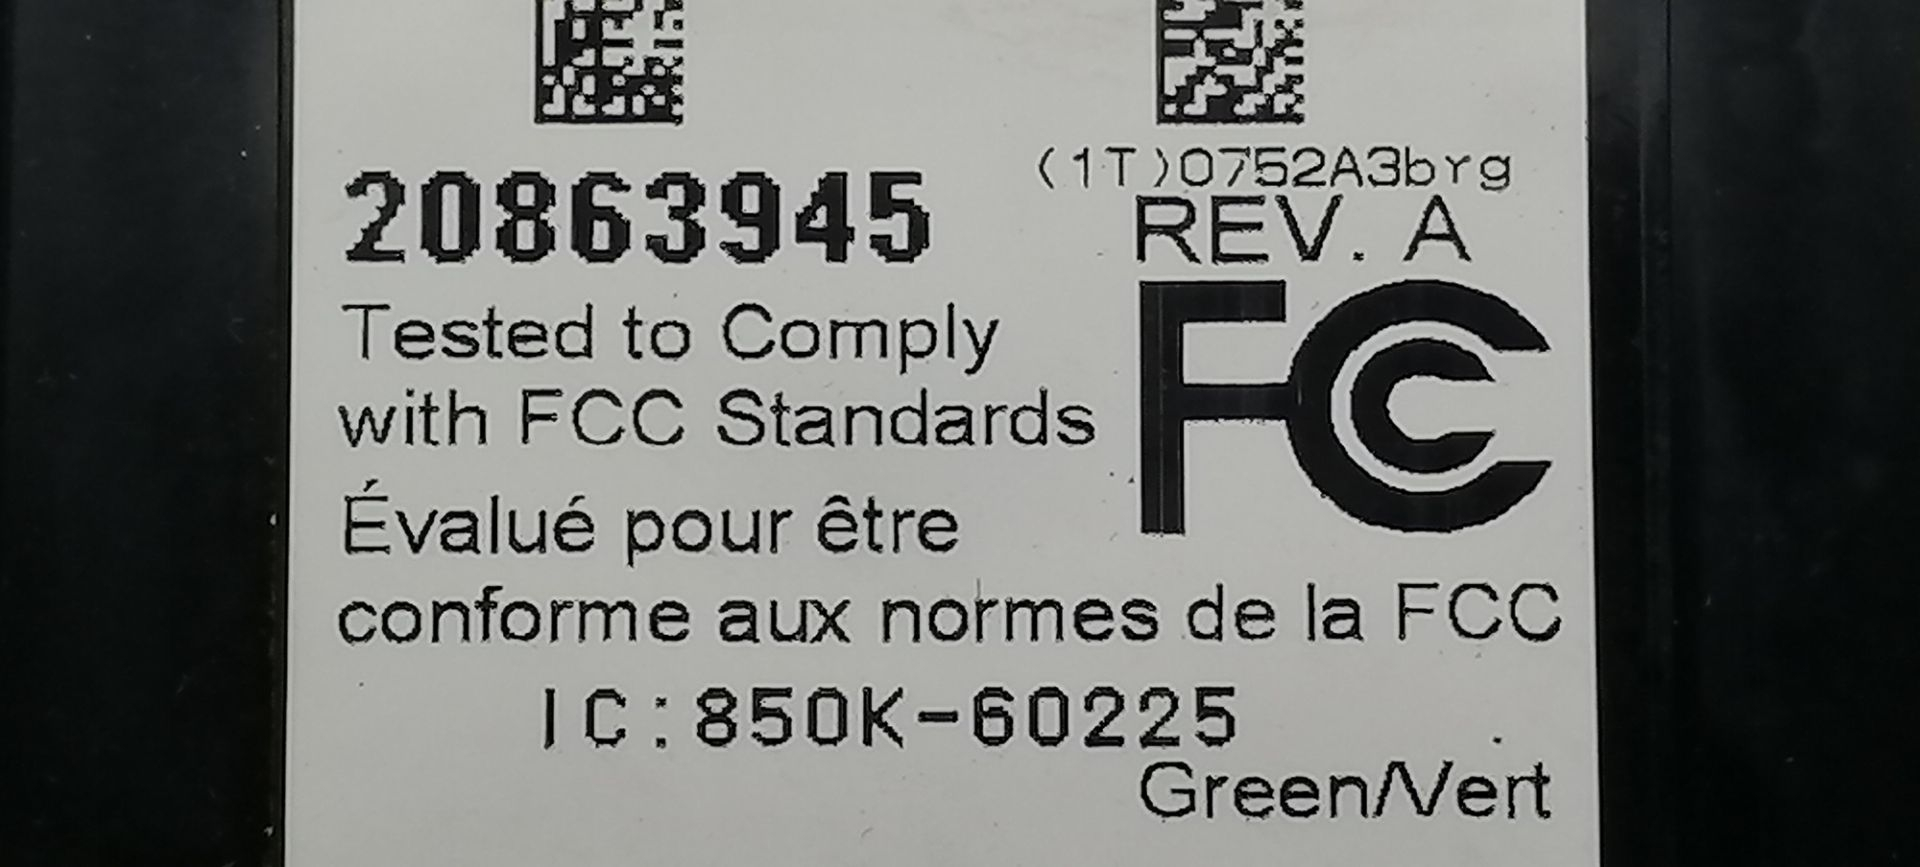 (1T)0752A3brg
20863945
REV. A
FCC
Tested to Comply
with FCC Standards
Évalué pour être
conforme aux normes de la FCC
IC:850K-60225
Green/Vert